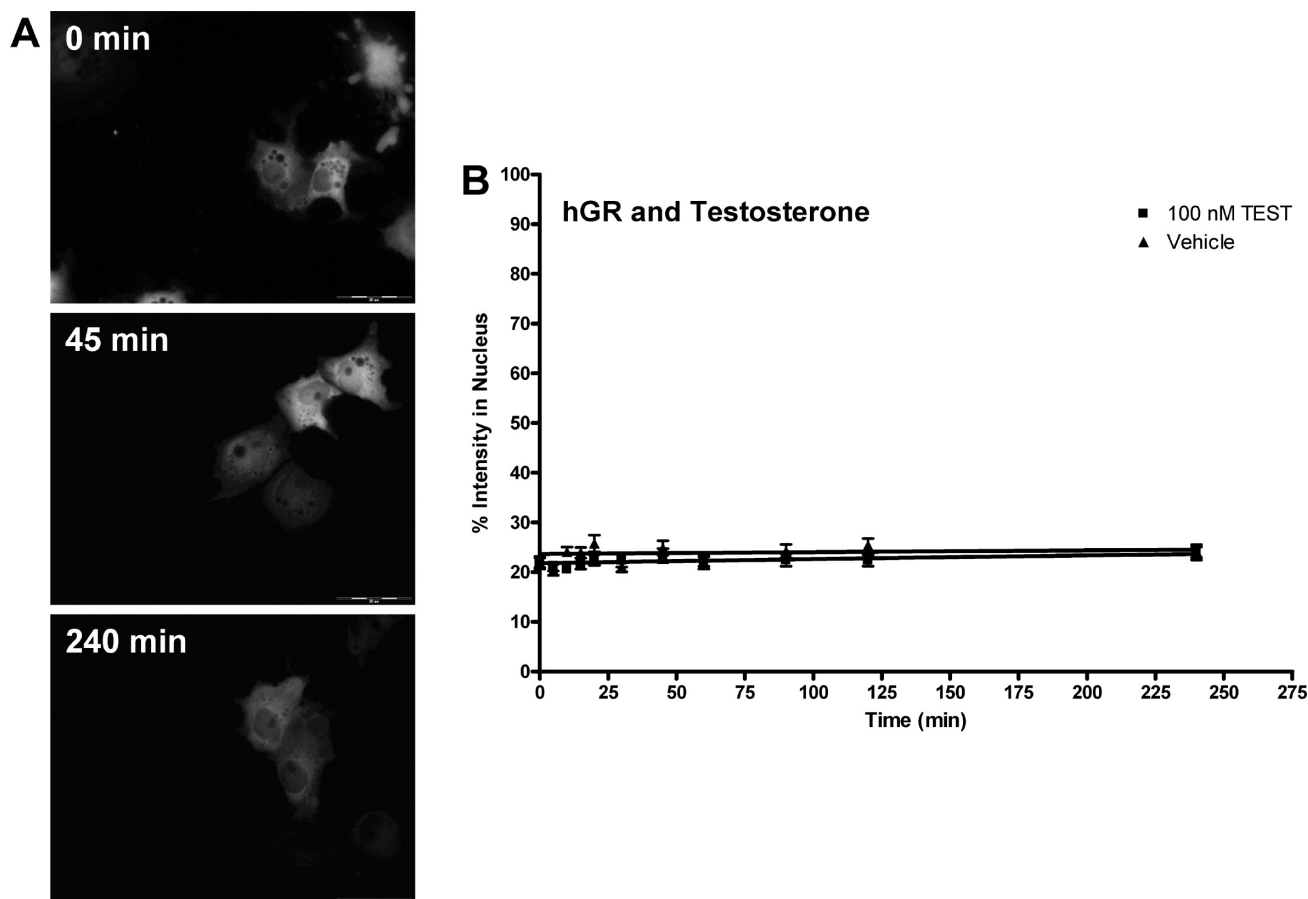 A
0 min
45 min
240 min
B
hGR and Testosterone
100 nM TEST
Vehicle
% Intensity in Nucleus
100
90
80
70
60
50
40
30
20
10
0
0 25 50 75 100 125 150 175 200 225 250 275
Time (min)